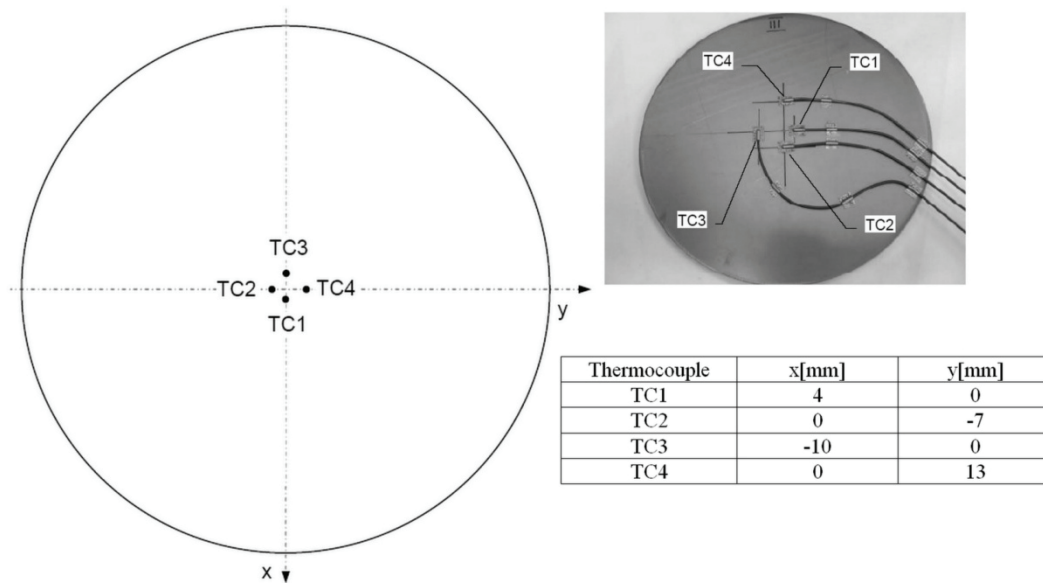 TC3
TC2
TC4
TC1
y
x
III
TC4
TC1
TC3
TC2
Thermocouple x[mm] y[mm]
TC1 4 0
TC2 0 -7
TC3 -10 0
TC4 0 13